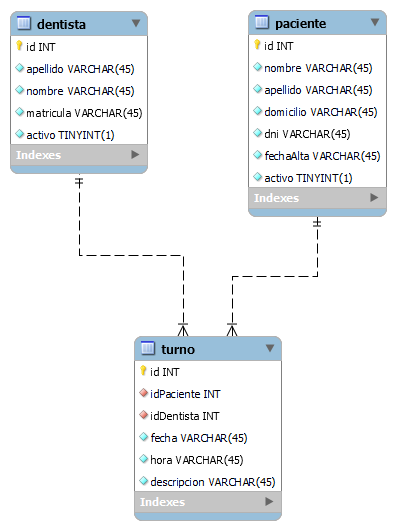 dentista
id INT
apellido VARCHAR(45)
nombre VARCHAR(45)
matricula VARCHAR(45)
activo TINYINT(1)
Indexes
paciente
id INT
nombre VARCHAR(45)
apellido VARCHAR(45)
domicilio VARCHAR(45)
dni VARCHAR(45)
fechaAlta VARCHAR(45)
activo TINYINT(1)
Indexes
turno
id INT
idPaciente INT
idDentista INT
fecha VARCHAR(45)
hora VARCHAR(45)
descripcion VARCHAR(45)
Indexes